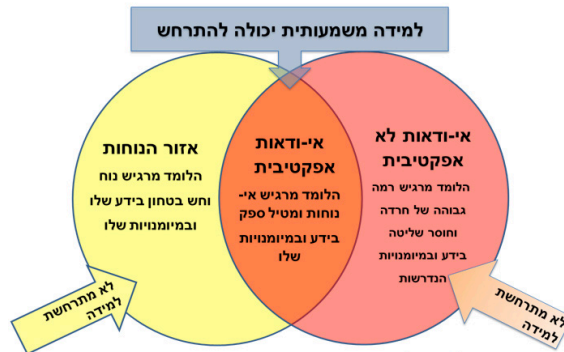 למידה משמעותית יכולה להתרחש
אזור הנוחות
הלומד מרגיש נוח
וחש בטחון בידע שלו
ובמיומנויות שלו
אי-ודאות
אפקטיבית
הלומד מרגיש אי-
נוחות ומטיל ספק
בידע ובמיומנויות
שלו
אי-ודאות לא
אפקטיבית
הלומד מרגיש רמה
גבוהה של חרדה
וחוסר שליטה
בידע ובמיומנויות
הנדרשות
לא מתרחשת
למידה
לא מתרחשת
למידה